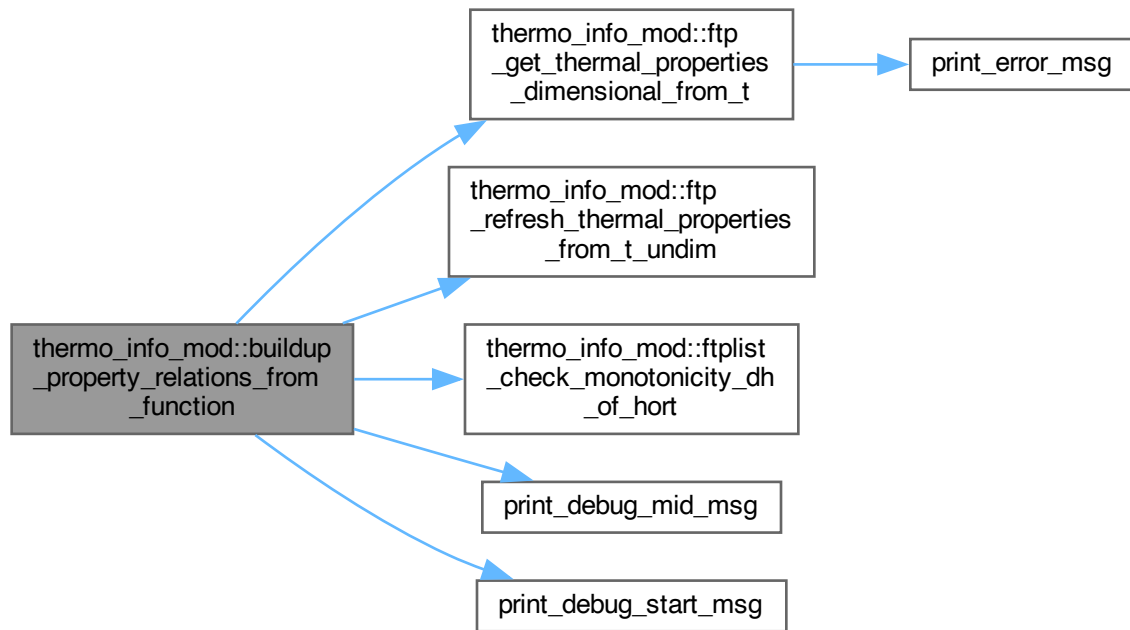 thermo_info_mod::ftp
_get_thermal_properties
_dimensional_from_t
print_error_msg
thermo_info_mod::ftp
_refresh_thermal_properties
_from_t_undim
thermo_info_mod::buildup
_property_relations_from
_function
thermo_info_mod::ftplist
_check_monotonicity_dh
_of_hort
print_debug_mid_msg
print_debug_start_msg